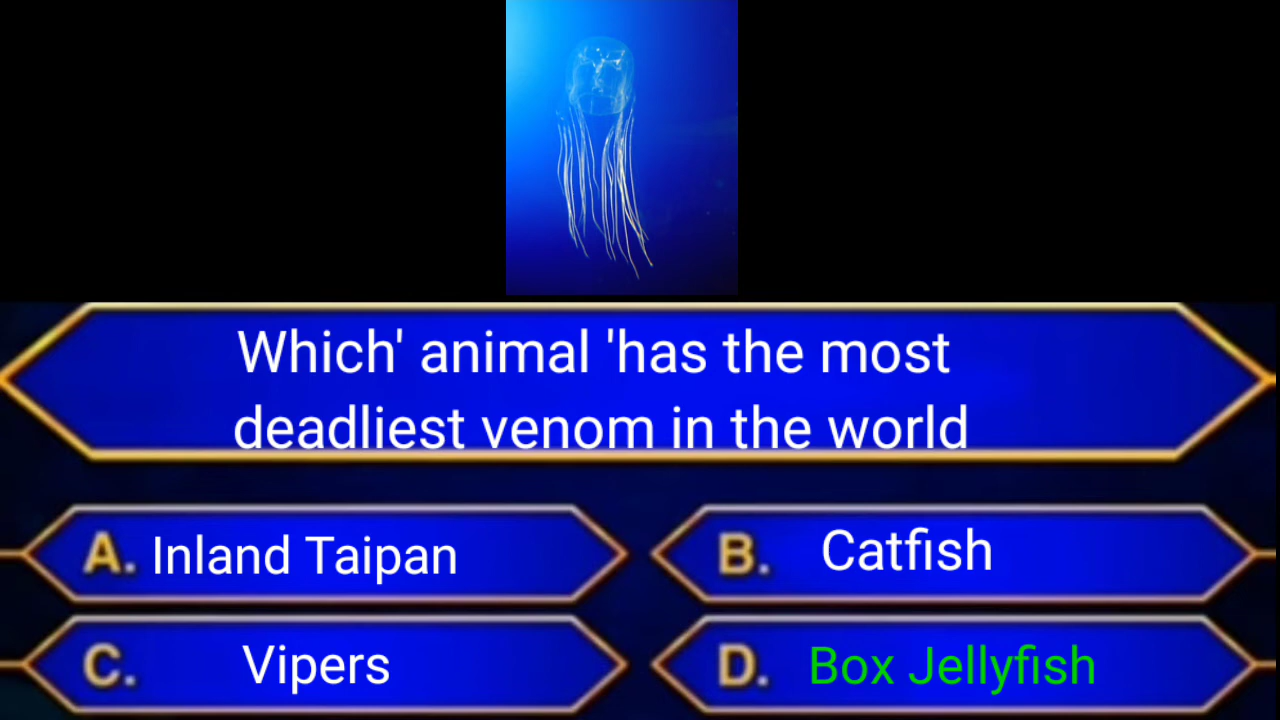 Which' animal 'has the most
deadliest venom in the world
A. Inland Taipan
B. Catfish
C. Vipers
D. Box Jellyfish